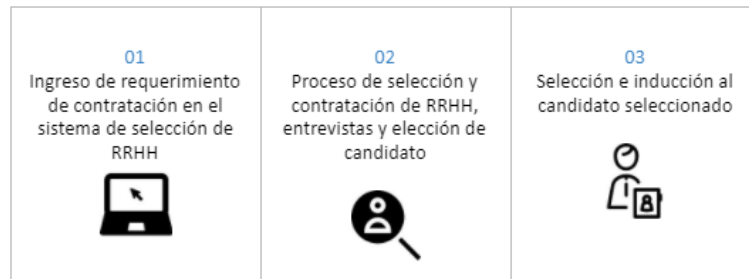 01
Ingreso de requerimiento
de contratación en el
sistema de selección de
RRHH
02
Proceso de selección y
contratación de RRHH,
entrevistas y elección de
candidato
03
Selección e inducción al
candidato seleccionado